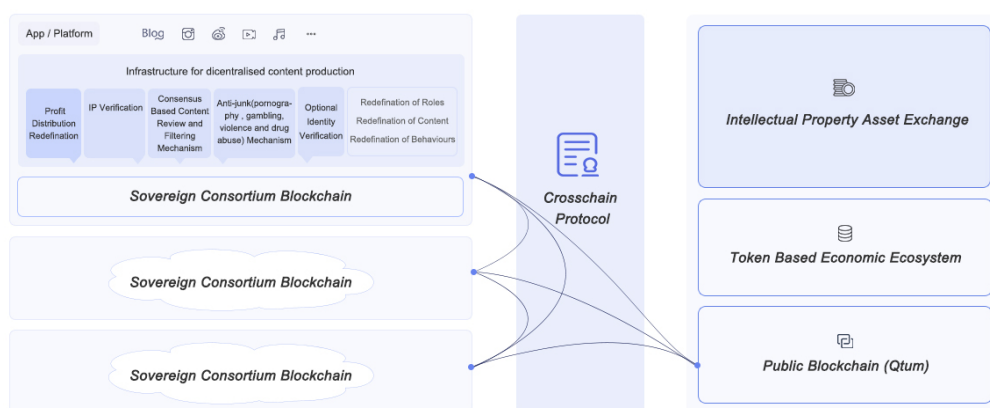 App / Platform
Blog
...
Infrastructure for dicentralised content production
Profit
Distribution
Redefination
IP Verification
Consensus
Based Content
Review and
Filtering
Mechanism
Anti-junk(pornogra-
phy , gambling,
violence and drug
abuse) Mechanism
Optional
Identity
Verification
Redefination of Roles
Redefination of Content
Redefination of Behaviours
Sovereign Consortium Blockchain
Sovereign Consortium Blockchain
Sovereign Consortium Blockchain
Crosschain
Protocol
Intellectual Property Asset Exchange
Token Based Economic Ecosystem
Public Blockchain (Qtum)